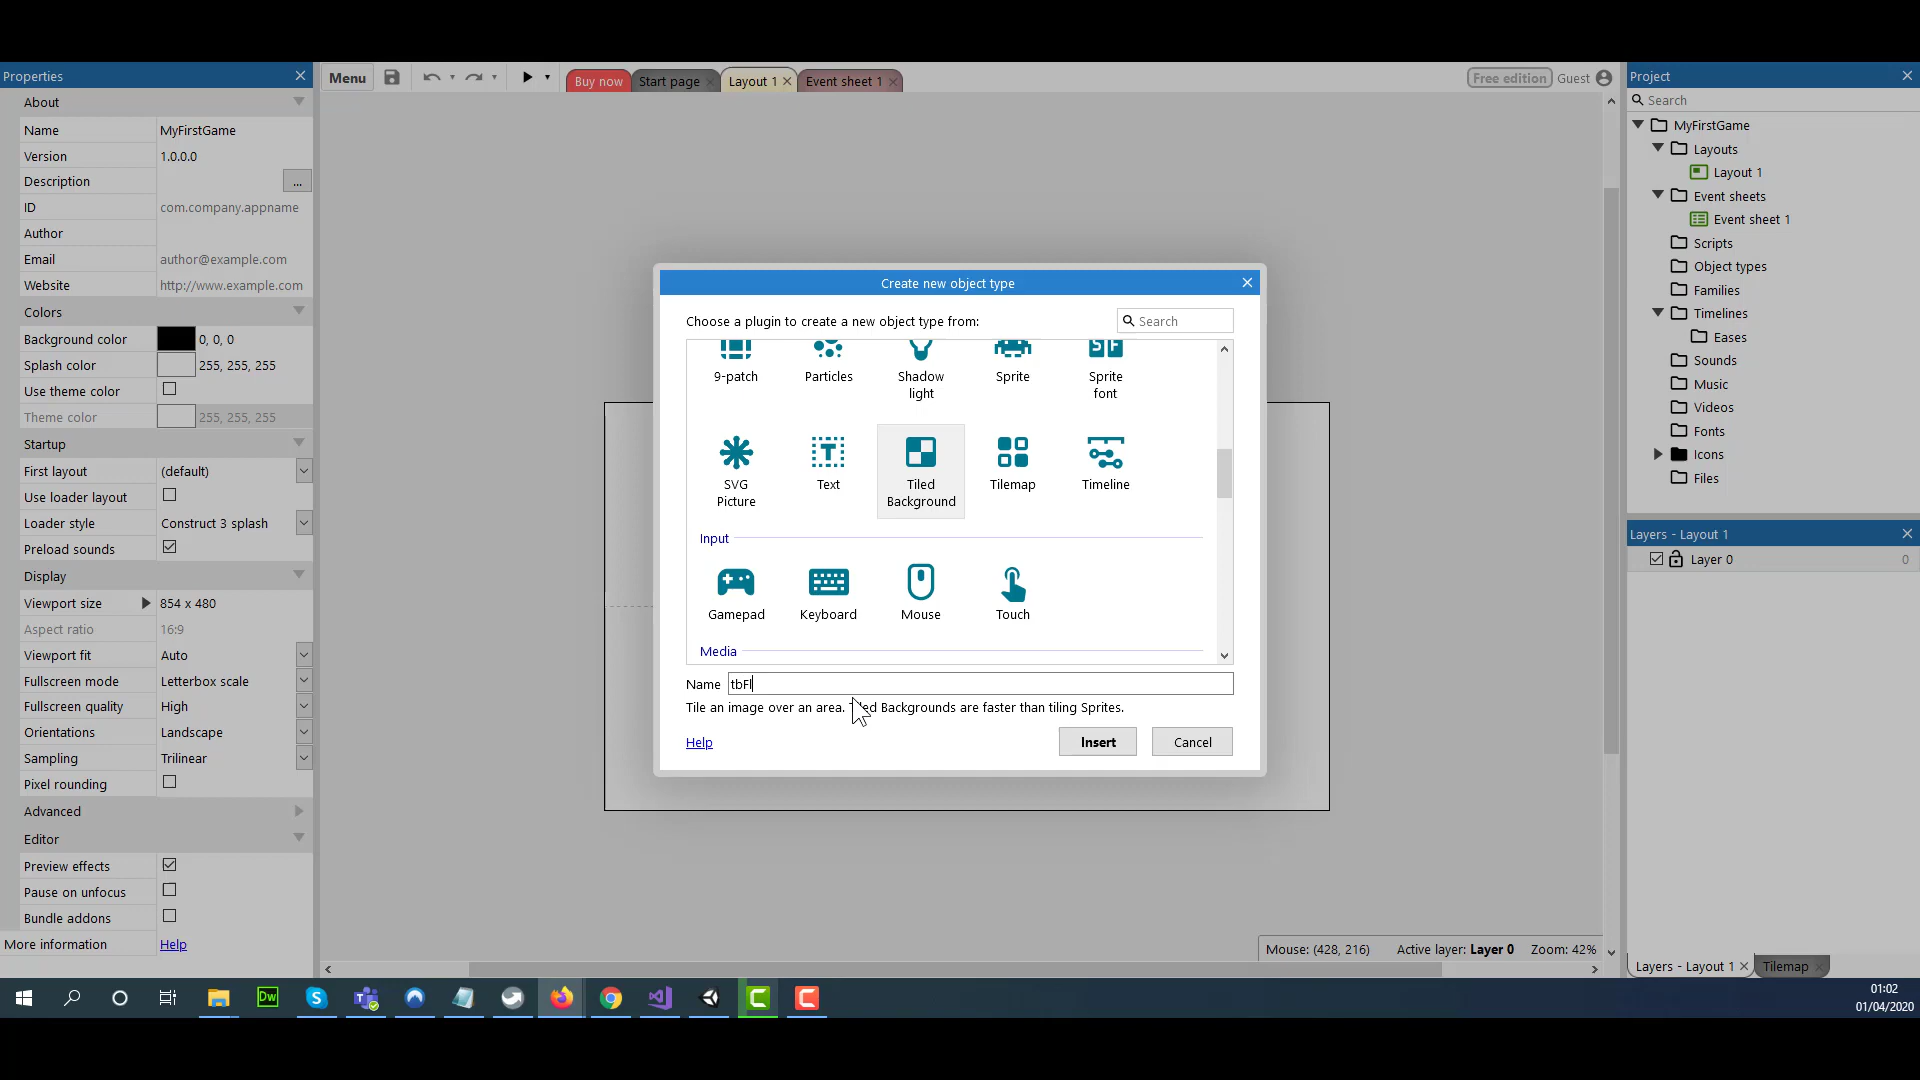 Properties
About
Name MyFirstGame
Version 1.0.0.0
Description ...
ID com.company.appname
Author
Email author@example.com
Website http://www.example.com
Colors
Background color 0, 0, 0
Splash color 255, 255, 255
Use theme color
Theme color 255, 255, 255
Startup
First layout (default)
Use loader layout
Loader style Construct 3 splash
Preload sounds
Display
Viewport size 854 x 480
Aspect ratio 16:9
Viewport fit Auto
Fullscreen mode Letterbox scale
Fullscreen quality High
Orientations Landscape
Sampling Trilinear
Pixel rounding
Advanced
Editor
Preview effects
Pause on unfocus
Bundle addons
More information Help
Menu Buy now Start page Layout 1 Event sheet 1 Free edition Guest
Create new object type
Choose a plugin to create a new object type from: Search
9-patch Particles Shadow light Sprite Sprite font
SVG Picture Text Tiled Background Tilemap Timeline
Input
Gamepad Keyboard Mouse Touch
Media
Name tbFl
Tile an image over an area. Backgrounds are faster than tiling Sprites.
Help Insert Cancel
Mouse: (428, 216) Active layer: Layer 0 Zoom: 42%
Project
Search
MyFirstGame
Layouts
Layout 1
Event sheets
Event sheet 1
Scripts
Object types
Families
Timelines
Eases
Sounds
Music
Videos
Fonts
Icons
Files
Layers - Layout 1
Layer 0 0
Layers - Layout 1 Tilemap
Dw
01:02
01/04/2020